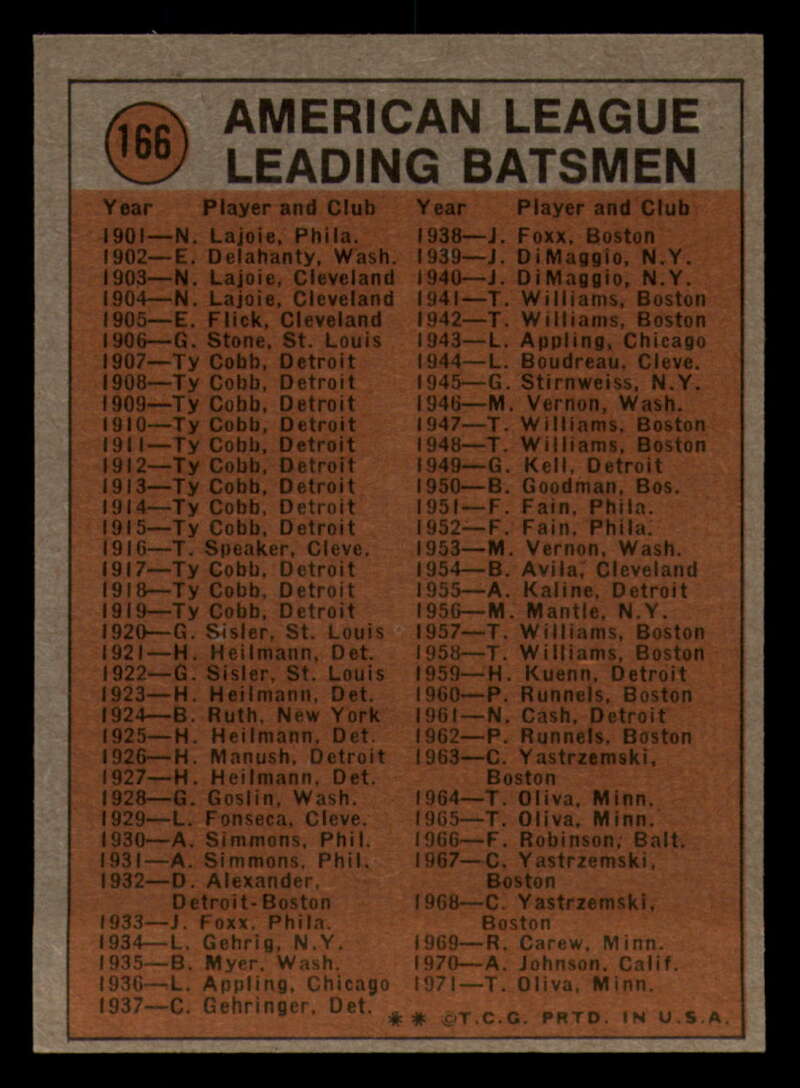 166
AMERICAN LEAGUE
LEADING BATSMEN
Year Player and Club
1901—N. Lajoie, Phila.
1902—E. Delahanty, Wash.
1903—N. Lajoie, Cleveland
1904—N. Lajoie, Cleveland
1905—E. Flick, Cleveland
1906—G. Stone, St. Louis
1907—Ty Cobb, Detroit
1908—Ty Cobb, Detroit
1909—Ty Cobb, Detroit
1910—Ty Cobb, Detroit
1911—Ty Cobb, Detroit
1912—Ty Cobb, Detroit
1913—Ty Cobb, Detroit
1914—Ty Cobb, Detroit
1915—Ty Cobb, Detroit
1916—T. Speaker, Cleve.
1917—Ty Cobb, Detroit
1918—Ty Cobb, Detroit
1919—Ty Cobb, Detroit
1920—G. Sisler, St. Louis
1921—H. Heilmann, Det.
1922—G. Sisler, St. Louis
1923—H. Heilmann, Det.
1924—B. Ruth, New York
1925—H. Heilmann, Det.
1926—H. Manush, Detroit
1927—H. Heilmann, Det.
1928—G. Goslin, Wash.
1929—L. Fonseca, Cleve.
1930—A. Simmons, Phil.
1931—A. Simmons, Phil.
1932—D. Alexander,
Detroit-Boston
1933—J. Foxx, Phila.
1934—L. Gehrig, N.Y.
1935—B. Myer, Wash.
1936—L. Appling, Chicago
1937—C. Gehringer, Det.
Year Player and Club
1938—J. Foxx, Boston
1939—J. DiMaggio, N.Y.
1940—J. DiMaggio, N.Y.
1941—T. Williams, Boston
1942—T. Williams, Boston
1943—L. Appling, Chicago
1944—L. Boudreau, Cleve.
1945—G. Stirnweiss, N.Y.
1946—M. Vernon, Wash.
1947—T. Williams, Boston
1948—T. Williams, Boston
1949—G. Kell, Detroit
1950—B. Goodman, Bos.
1951—F. Fain, Phila.
1952—F. Fain, Phila.
1953—M. Vernon, Wash.
1954—B. Avila, Cleveland
1955—A. Kaline, Detroit
1956—M. Mantle, N.Y.
1957—T. Williams, Boston
1958—T. Williams, Boston
1959—H. Kuenn, Detroit
1960—P. Runnels, Boston
1961—N. Cash, Detroit
1962—P. Runnels, Boston
1963—C. Yastrzemski,
Boston
1964—T. Oliva, Minn.
1965—T. Oliva, Minn.
1966—F. Robinson, Balt.
1967—C. Yastrzemski,
Boston
1968—C. Yastrzemski,
Boston
1969—R. Carew, Minn.
1970—A. Johnson, Calif.
1971—T. Oliva, Minn.
** ©T.C.G. PRTD. IN U.S.A.